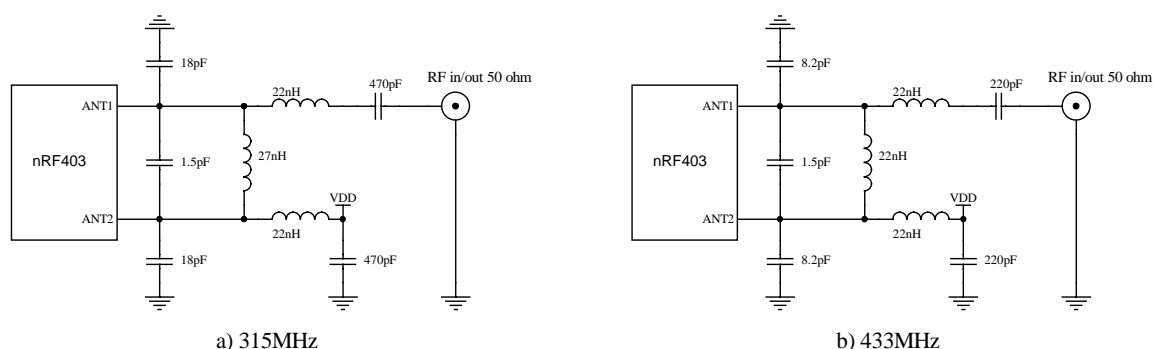 18pF
470pF
RF in/out 50 ohm
22nH
ANT1
nRF403
1.5pF
27nH
VDD
ANT2
22nH
18pF
470pF
a) 315MHz
8.2pF
220pF
RF in/out 50 ohm
22nH
ANT1
nRF403
1.5pF
22nH
VDD
ANT2
22nH
8.2pF
220pF
b) 433MHz